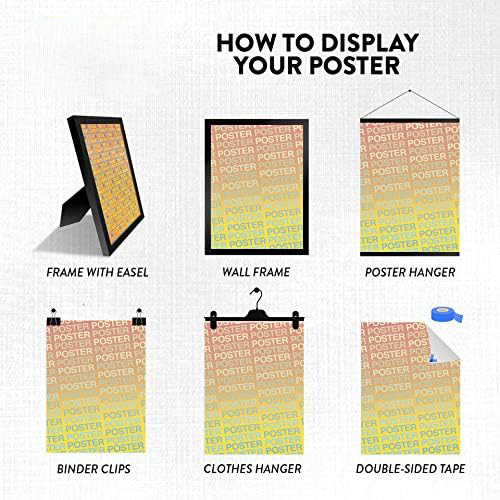 HOW TO DISPLAY
YOUR POSTER
FRAME WITH EASEL
WALL FRAME
POSTER HANGER
BINDER CLIPS
CLOTHES HANGER
DOUBLE-SIDED TAPE